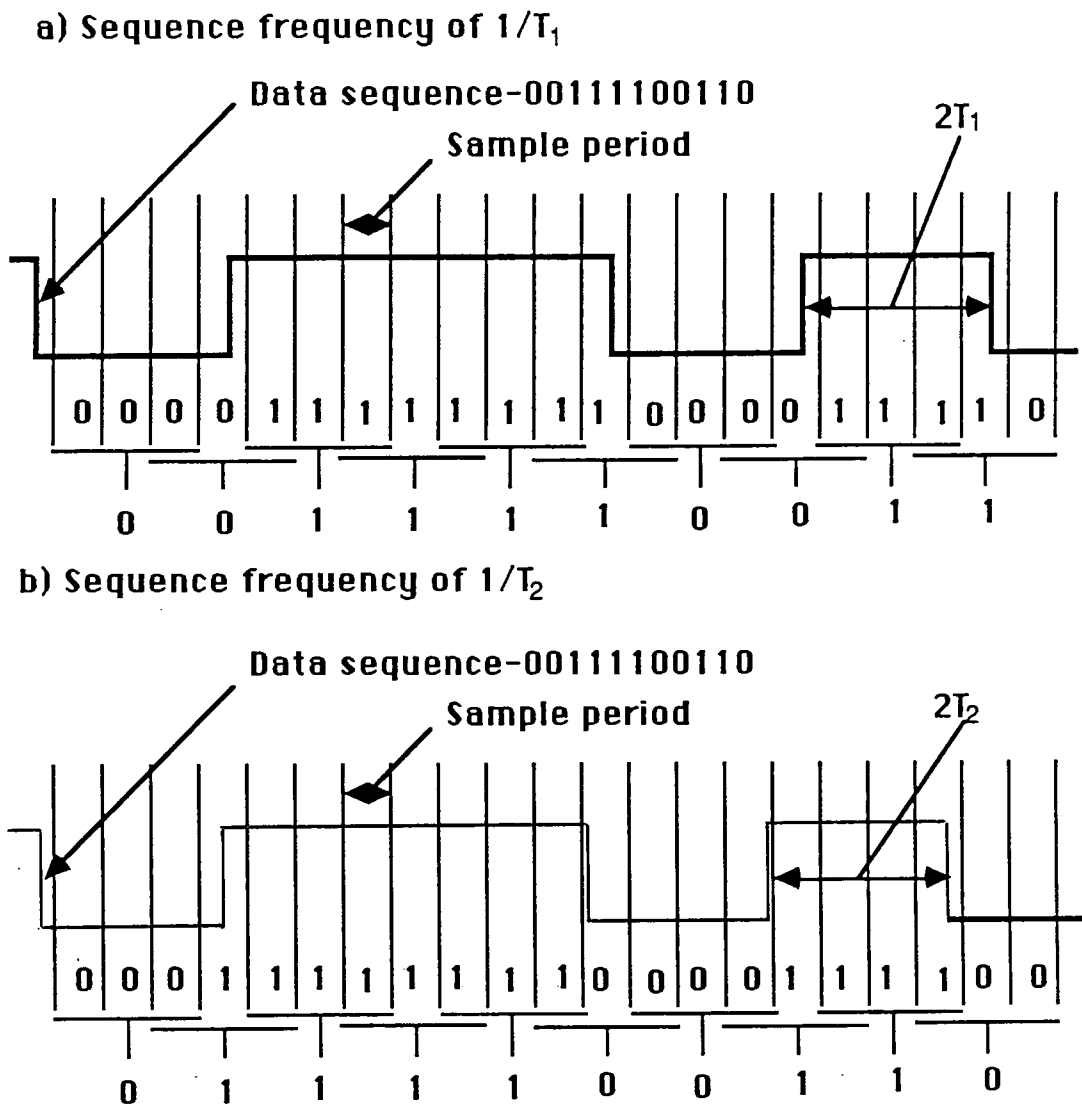 a) Sequence frequency of 1/T₁
Data sequence-00111100110
Sample period
2T₁
0 0 0 0 1 1 1 1 1 1 1 1 0 0 0 0 1 1 1 1 0
0 0 1 1 1 1 0 0 1 1
b) Sequence frequency of 1/T₂
Data sequence-00111100110
Sample period
2T₂
0 0 0 1 1 1 1 1 1 1 1 0 0 0 0 1 1 1 1 0 0
0 1 1 1 1 0 0 1 1 0